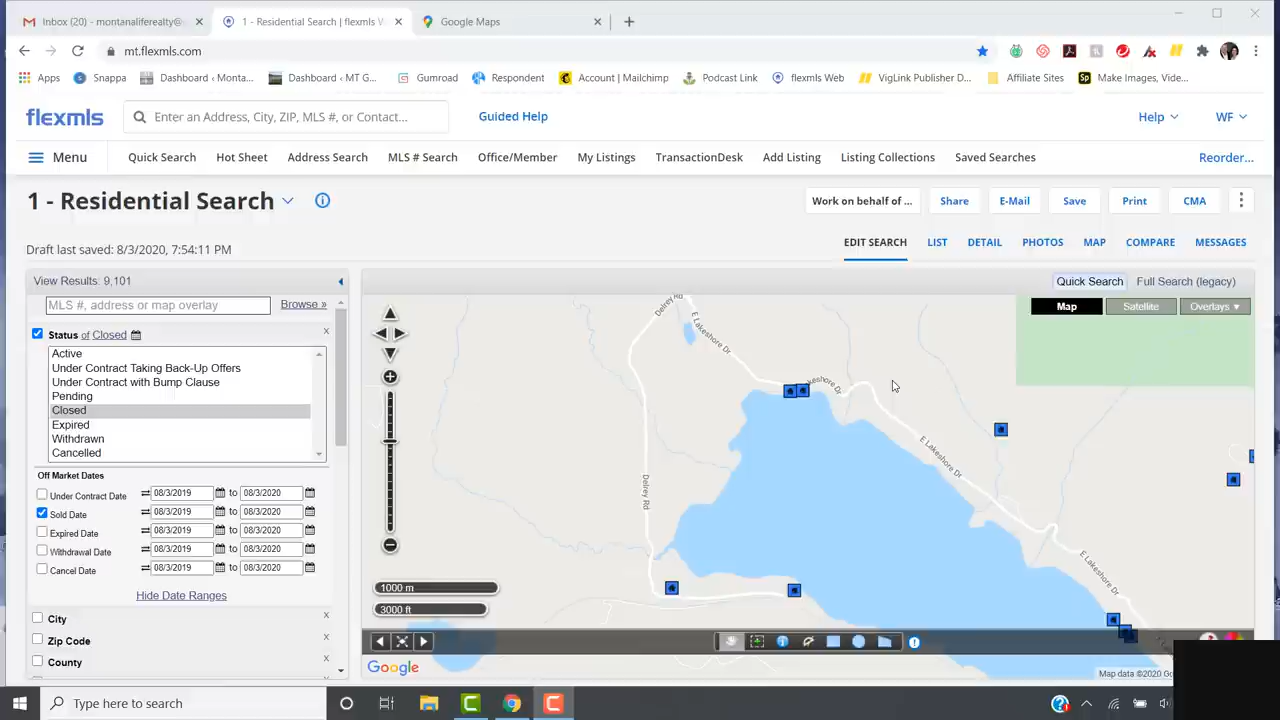 Inbox (20) - montanaliferealty@
1 - Residential Search | flexmls W
Google Maps
mt.flexmls.com
Apps
Snappa
Dashboard ‹ Monta...
Dashboard ‹ MT G...
Gumroad
Respondent
Account | Mailchimp
Podcast Link
flexmls Web
VigLink Publisher D...
Affiliate Sites
Sp
Make Images, Vide...
flexmls
Enter an Address, City, ZIP, MLS #, or Contact...
Guided Help
Help
WF
Menu
Quick Search
Hot Sheet
Address Search
MLS # Search
Office/Member
My Listings
TransactionDesk
Add Listing
Listing Collections
Saved Searches
Reorder...
1 - Residential Search
Work on behalf of ...
Share
E-Mail
Save
Print
CMA
Draft last saved: 8/3/2020, 7:54:11 PM
EDIT SEARCH
LIST
DETAIL
PHOTOS
MAP
COMPARE
MESSAGES
View Results: 9,101
Quick Search
Full Search (legacy)
MLS #, address or map overlay
Browse »
Map
Satellite
Overlays ▾
Status of Closed
x
Active
Under Contract Taking Back-Up Offers
Under Contract with Bump Clause
Pending
Closed
Expired
Withdrawn
Cancelled
Off Market Dates
Under Contract Date
08/3/2019
to
08/3/2020
Sold Date
08/3/2019
to
08/3/2020
Expired Date
08/3/2019
to
08/3/2020
Withdrawal Date
08/3/2019
to
08/3/2020
Cancel Date
08/3/2019
to
08/3/2020
Hide Date Ranges
City
x
Zip Code
x
County
x
Delrey Rd
E Lakeshore Dr
akeshore Dr
E Lakeshore Dr
Delrey Rd
E Lakeshore Dr
1000 m
3000 ft
Google
Map data ©2020 Go
Type here to search